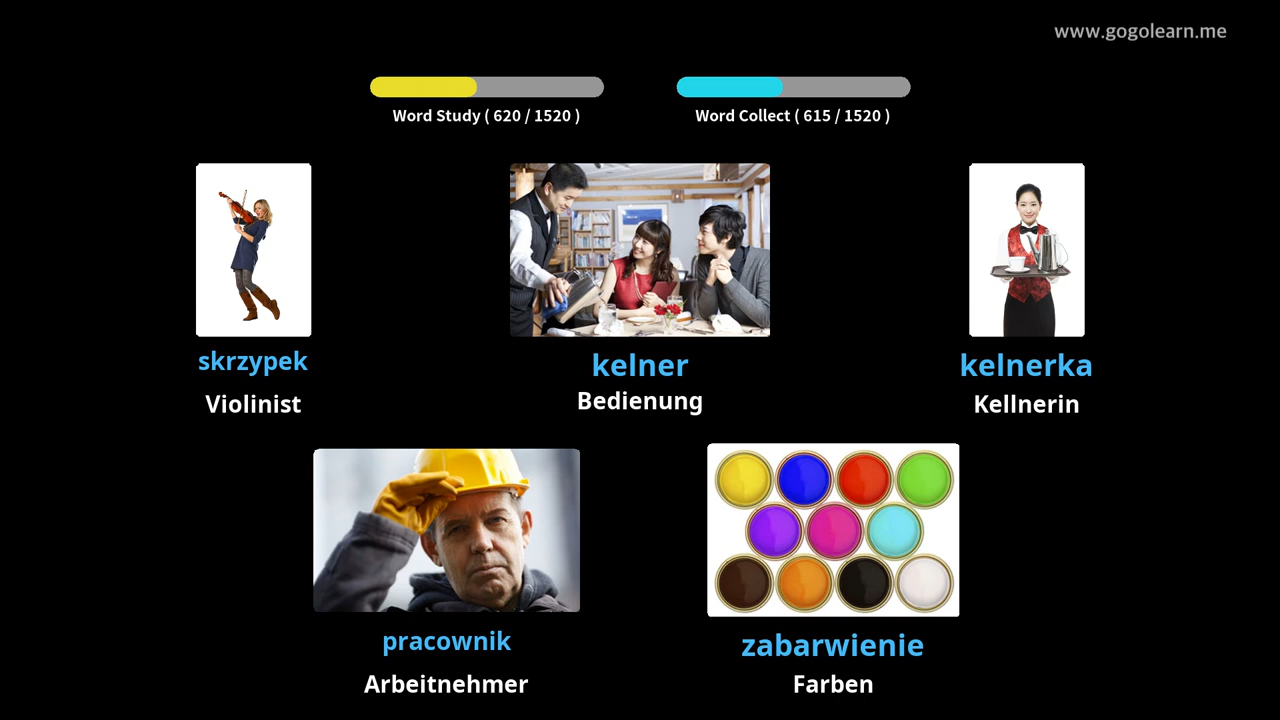 www.gogolearn.me
Word Study ( 620 / 1520 )
Word Collect ( 615 / 1520 )
skrzypek
Violinist
kelner
Bedienung
kelnerka
Kellnerin
pracownik
Arbeitnehmer
zabarwienie
Farben